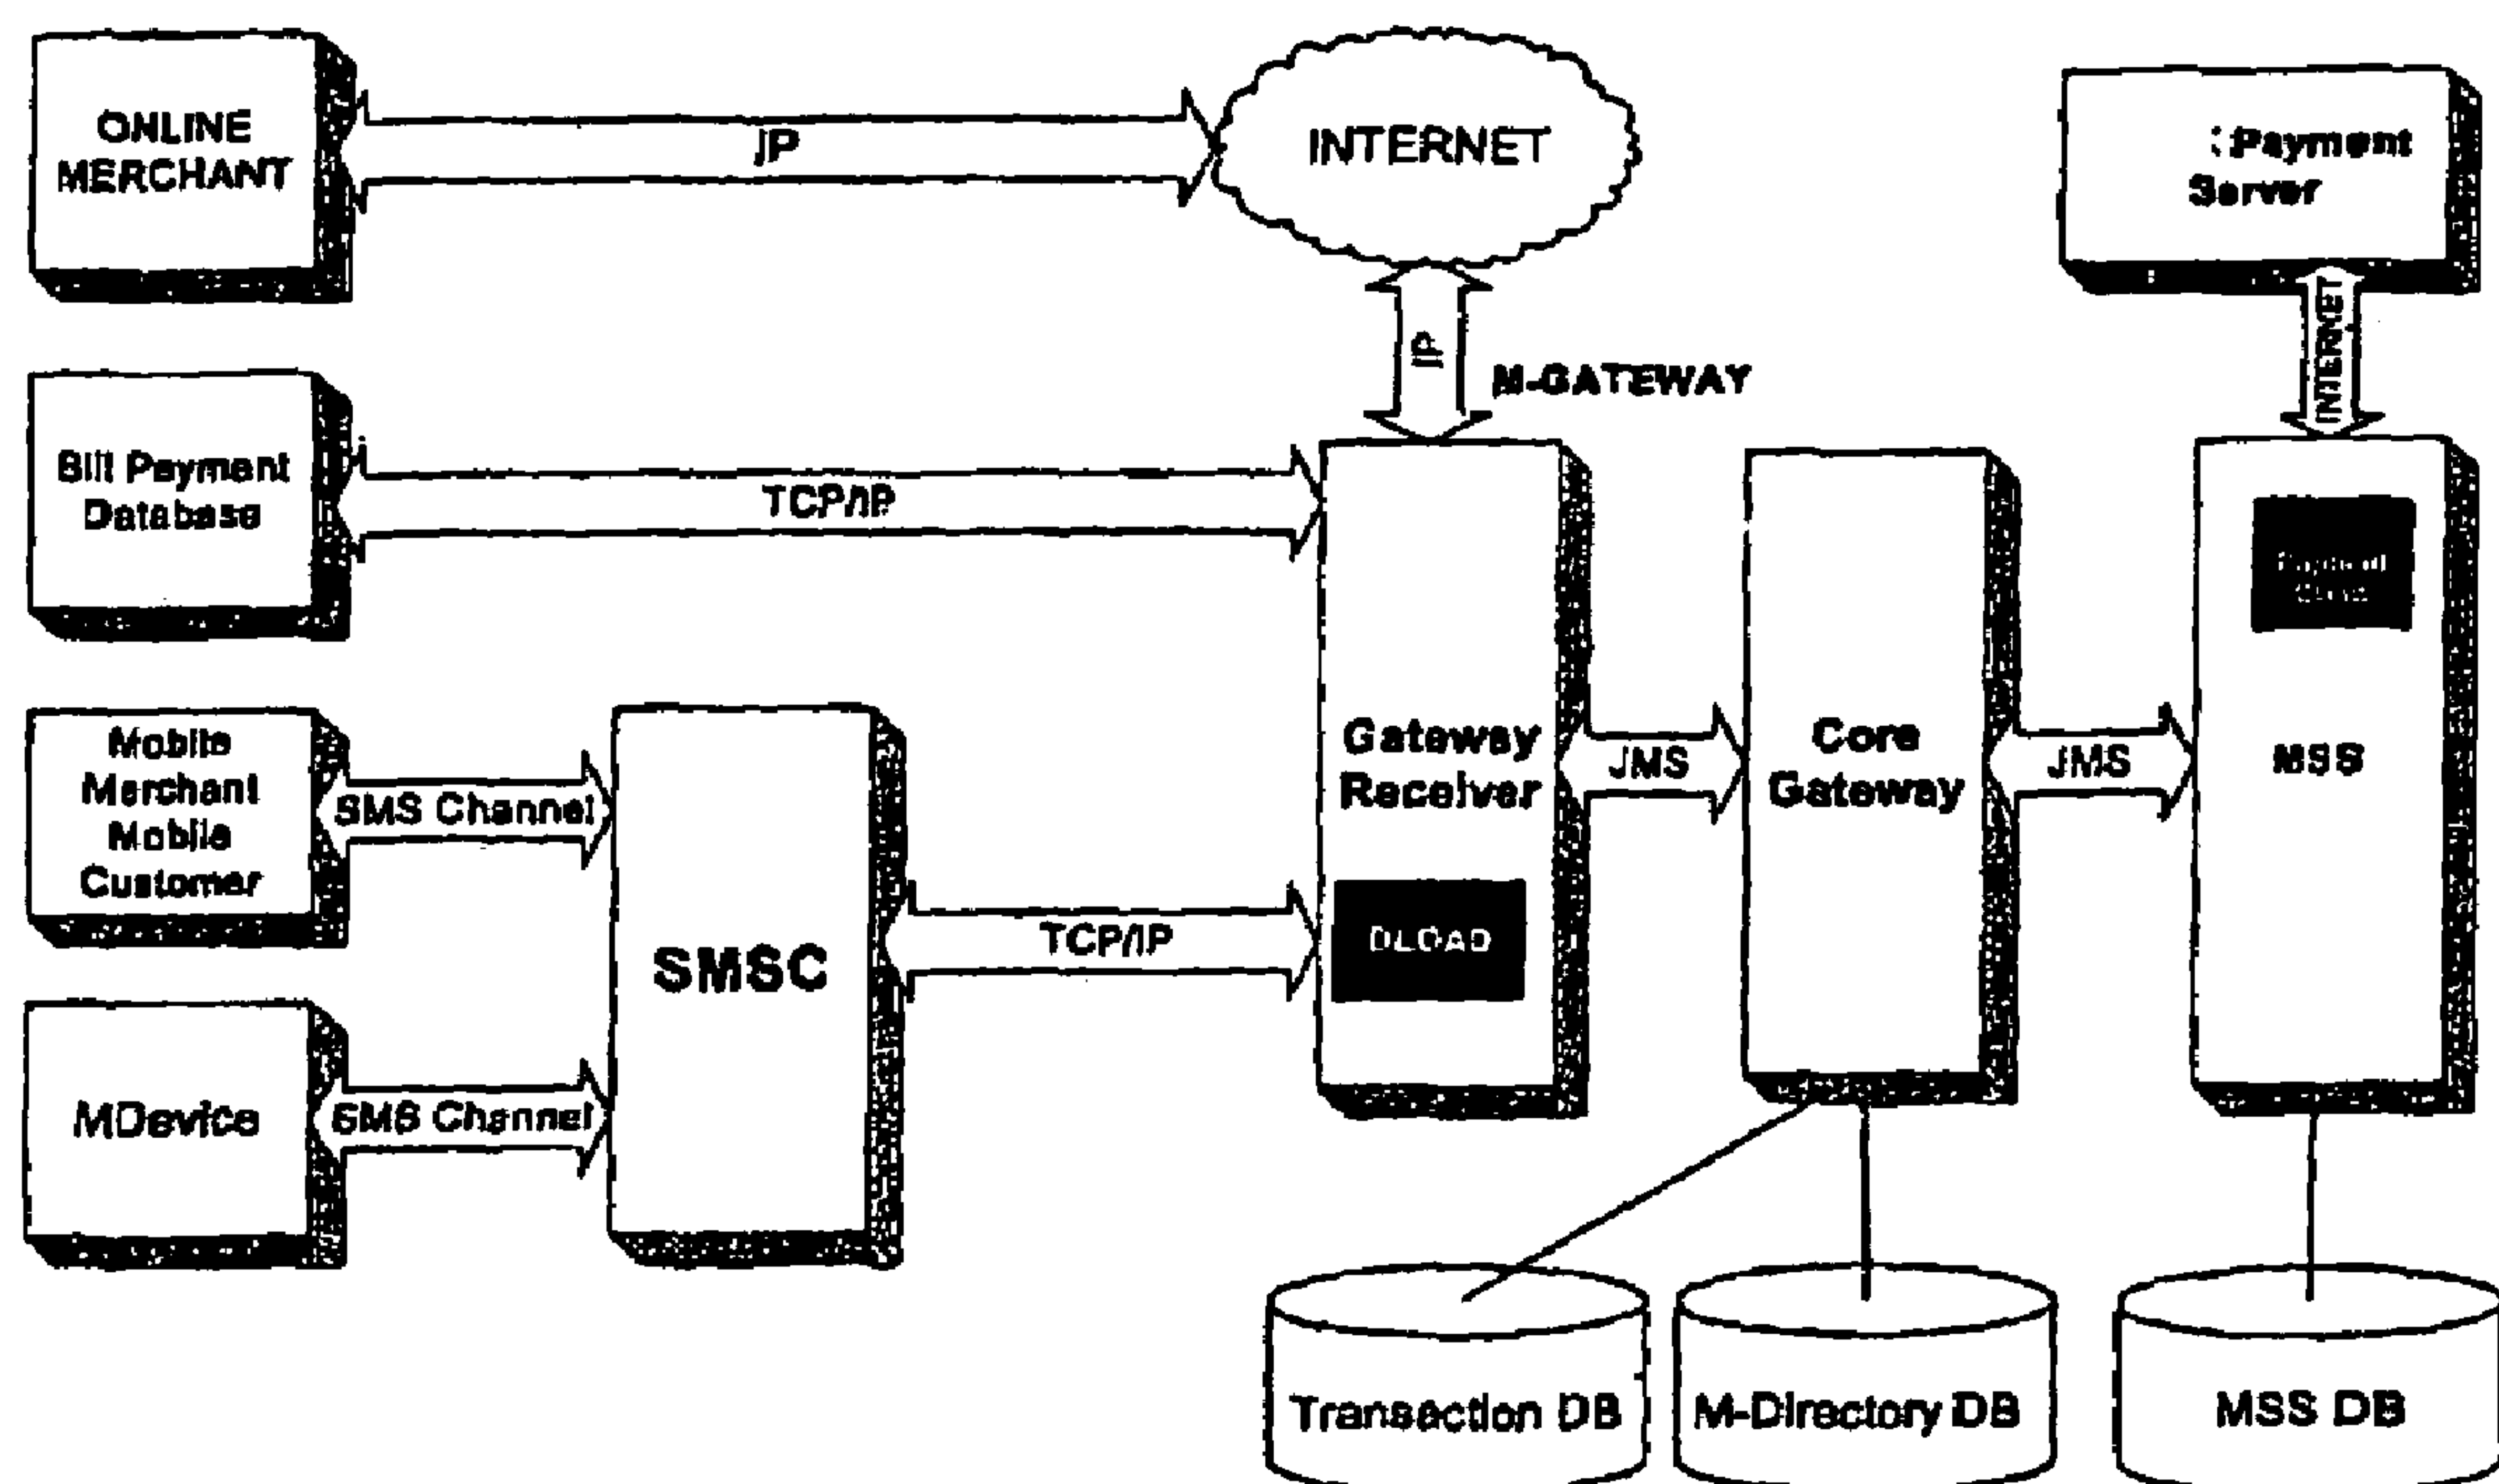 ONLINE
MERCHANT
IP
INTERNET
Payment
Server
IP
M-GATEWAY
INTERNET
Bill Payment
Database
TCP/IP
Mobile
Merchant
Mobile
Customer
SMS Channel
SMSC
TCP/IP
Gateway
Receiver
DLOAD
JMS
Core
Gateway
JMS
MSS
MDevice
SMS Channel
Transaction DB
M-Directory DB
MSS DB